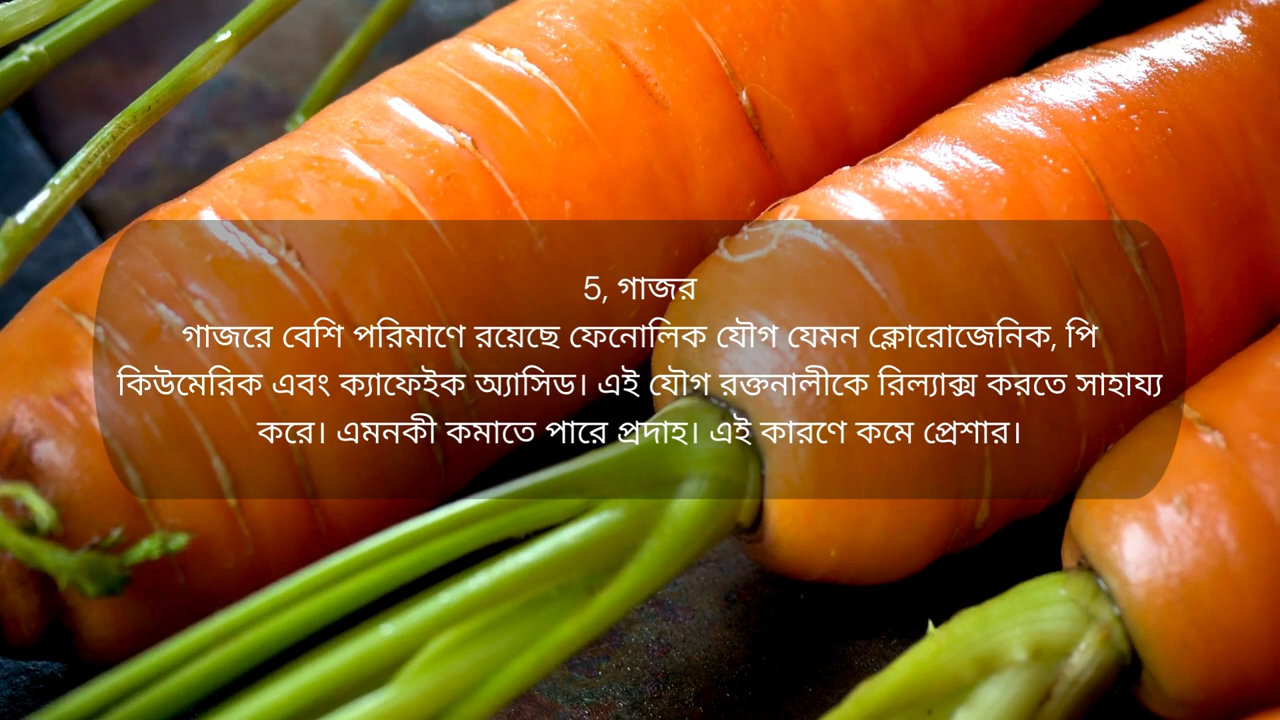 5, গাজর
গাজরে বেশি পরিমাণে রয়েছে ফেনোলিক যৌগ যেমন ক্লোরোজেনিক, পি
কিউমেরিক এবং ক্যাফেইক অ্যাসিড। এই যৌগ রক্তনালীকে রিল্যাক্স করতে সাহায্য
করে। এমনকী কমাতে পারে প্রদাহ। এই কারণে কমে প্রেশার।